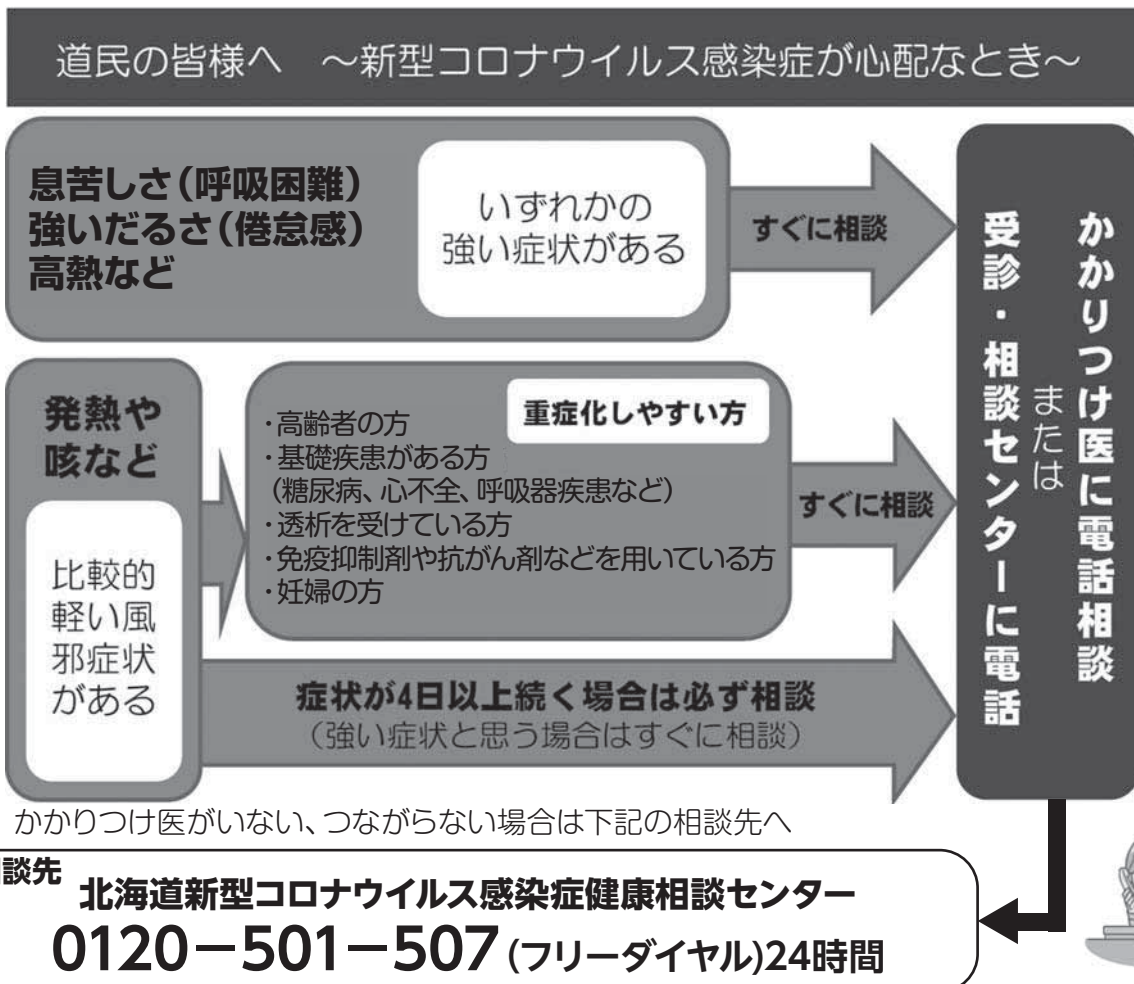 道民の皆様へ ～新型コロナウイルス感染症が心配なとき～
息苦しさ(呼吸困難)
強いだるさ(倦怠感)
高熱など
いずれかの
強い症状がある
すぐに相談
発熱や
咳など
比較的
軽い風
邪症状
がある
重症化しやすい方
・高齢者の方
・基礎疾患がある方
(糖尿病、心不全、呼吸器疾患など)
・透析を受けている方
・免疫抑制剤や抗がん剤などを用いている方
・妊婦の方
すぐに相談
症状が4日以上続く場合は必ず相談
(強い症状と思う場合はすぐに相談)
かかりつけ医に電話相談
または
受診・相談センターに電話
かかりつけ医がいない、つながらない場合は下記の相談先へ
談先
北海道新型コロナウイルス感染症健康相談センター
0120－501－507(フリーダイヤル)24時間